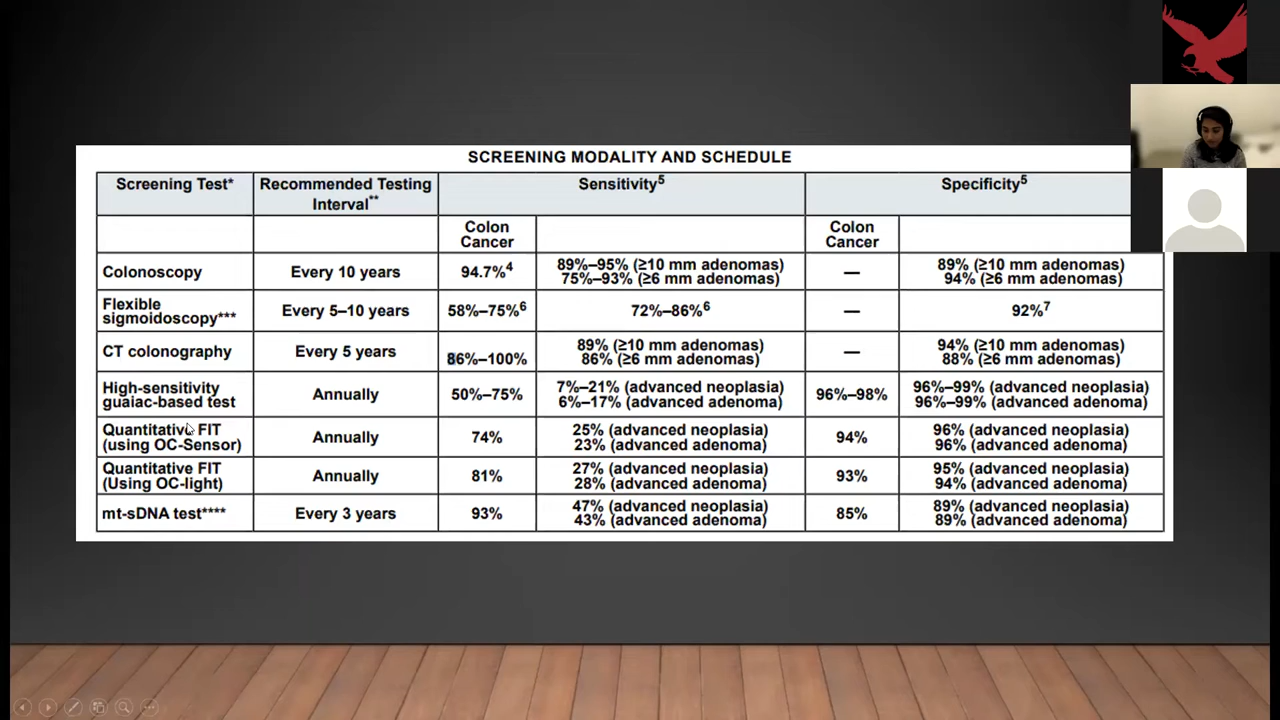 SCREENING MODALITY AND SCHEDULE
Screening Test* Recommended Testing Interval** Sensitivity5 Specificity5
Colon Cancer Colon Cancer
Colonoscopy Every 10 years 94.7%4 89%–95% (≥10 mm adenomas) — 89% (≥10 mm adenomas)
75%–93% (≥6 mm adenomas) 94% (≥6 mm adenomas)
Flexible sigmoidoscopy*** Every 5–10 years 58%–75%6 72%–86%6 — 92%7
CT colonography Every 5 years 86%–100% 89% (≥10 mm adenomas) — 94% (≥10 mm adenomas)
86% (≥6 mm adenomas) 88% (≥6 mm adenomas)
High-sensitivity guaiac-based test Annually 50%–75% 7%–21% (advanced neoplasia) 96%–98% 96%–99% (advanced neoplasia)
6%–17% (advanced adenoma) 96%–99% (advanced adenoma)
Quantitative FIT (using OC-Sensor) Annually 74% 25% (advanced neoplasia) 94% 96% (advanced neoplasia)
23% (advanced adenoma) 96% (advanced adenoma)
Quantitative FIT (Using OC-light) Annually 81% 27% (advanced neoplasia) 93% 95% (advanced neoplasia)
28% (advanced adenoma) 94% (advanced adenoma)
mt-sDNA test**** Every 3 years 93% 47% (advanced neoplasia) 85% 89% (advanced neoplasia)
43% (advanced adenoma) 89% (advanced adenoma)